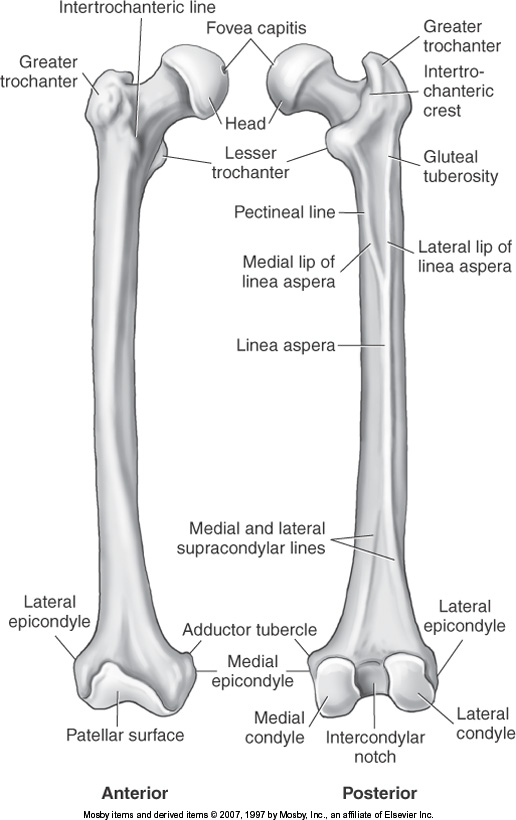 Intertrochanteric line
Fovea capitis
Greater
trochanter
Greater
trochanter
Intertro-
chanteric
crest
Head
Lesser
trochanter
Gluteal
tuberosity
Pectineal line
Medial lip of
linea aspera
Lateral lip of
linea aspera
Linea aspera
Medial and lateral
supracondylar lines
Lateral
epicondyle
Lateral
epicondyle
Adductor tubercle
Medial
epicondyle
Patellar surface
Medial
condyle
Intercondylar
notch
Lateral
condyle
Anterior
Posterior
Mosby items and derived items © 2007, 1997 by Mosby, Inc., an affiliate of Elsevier Inc.